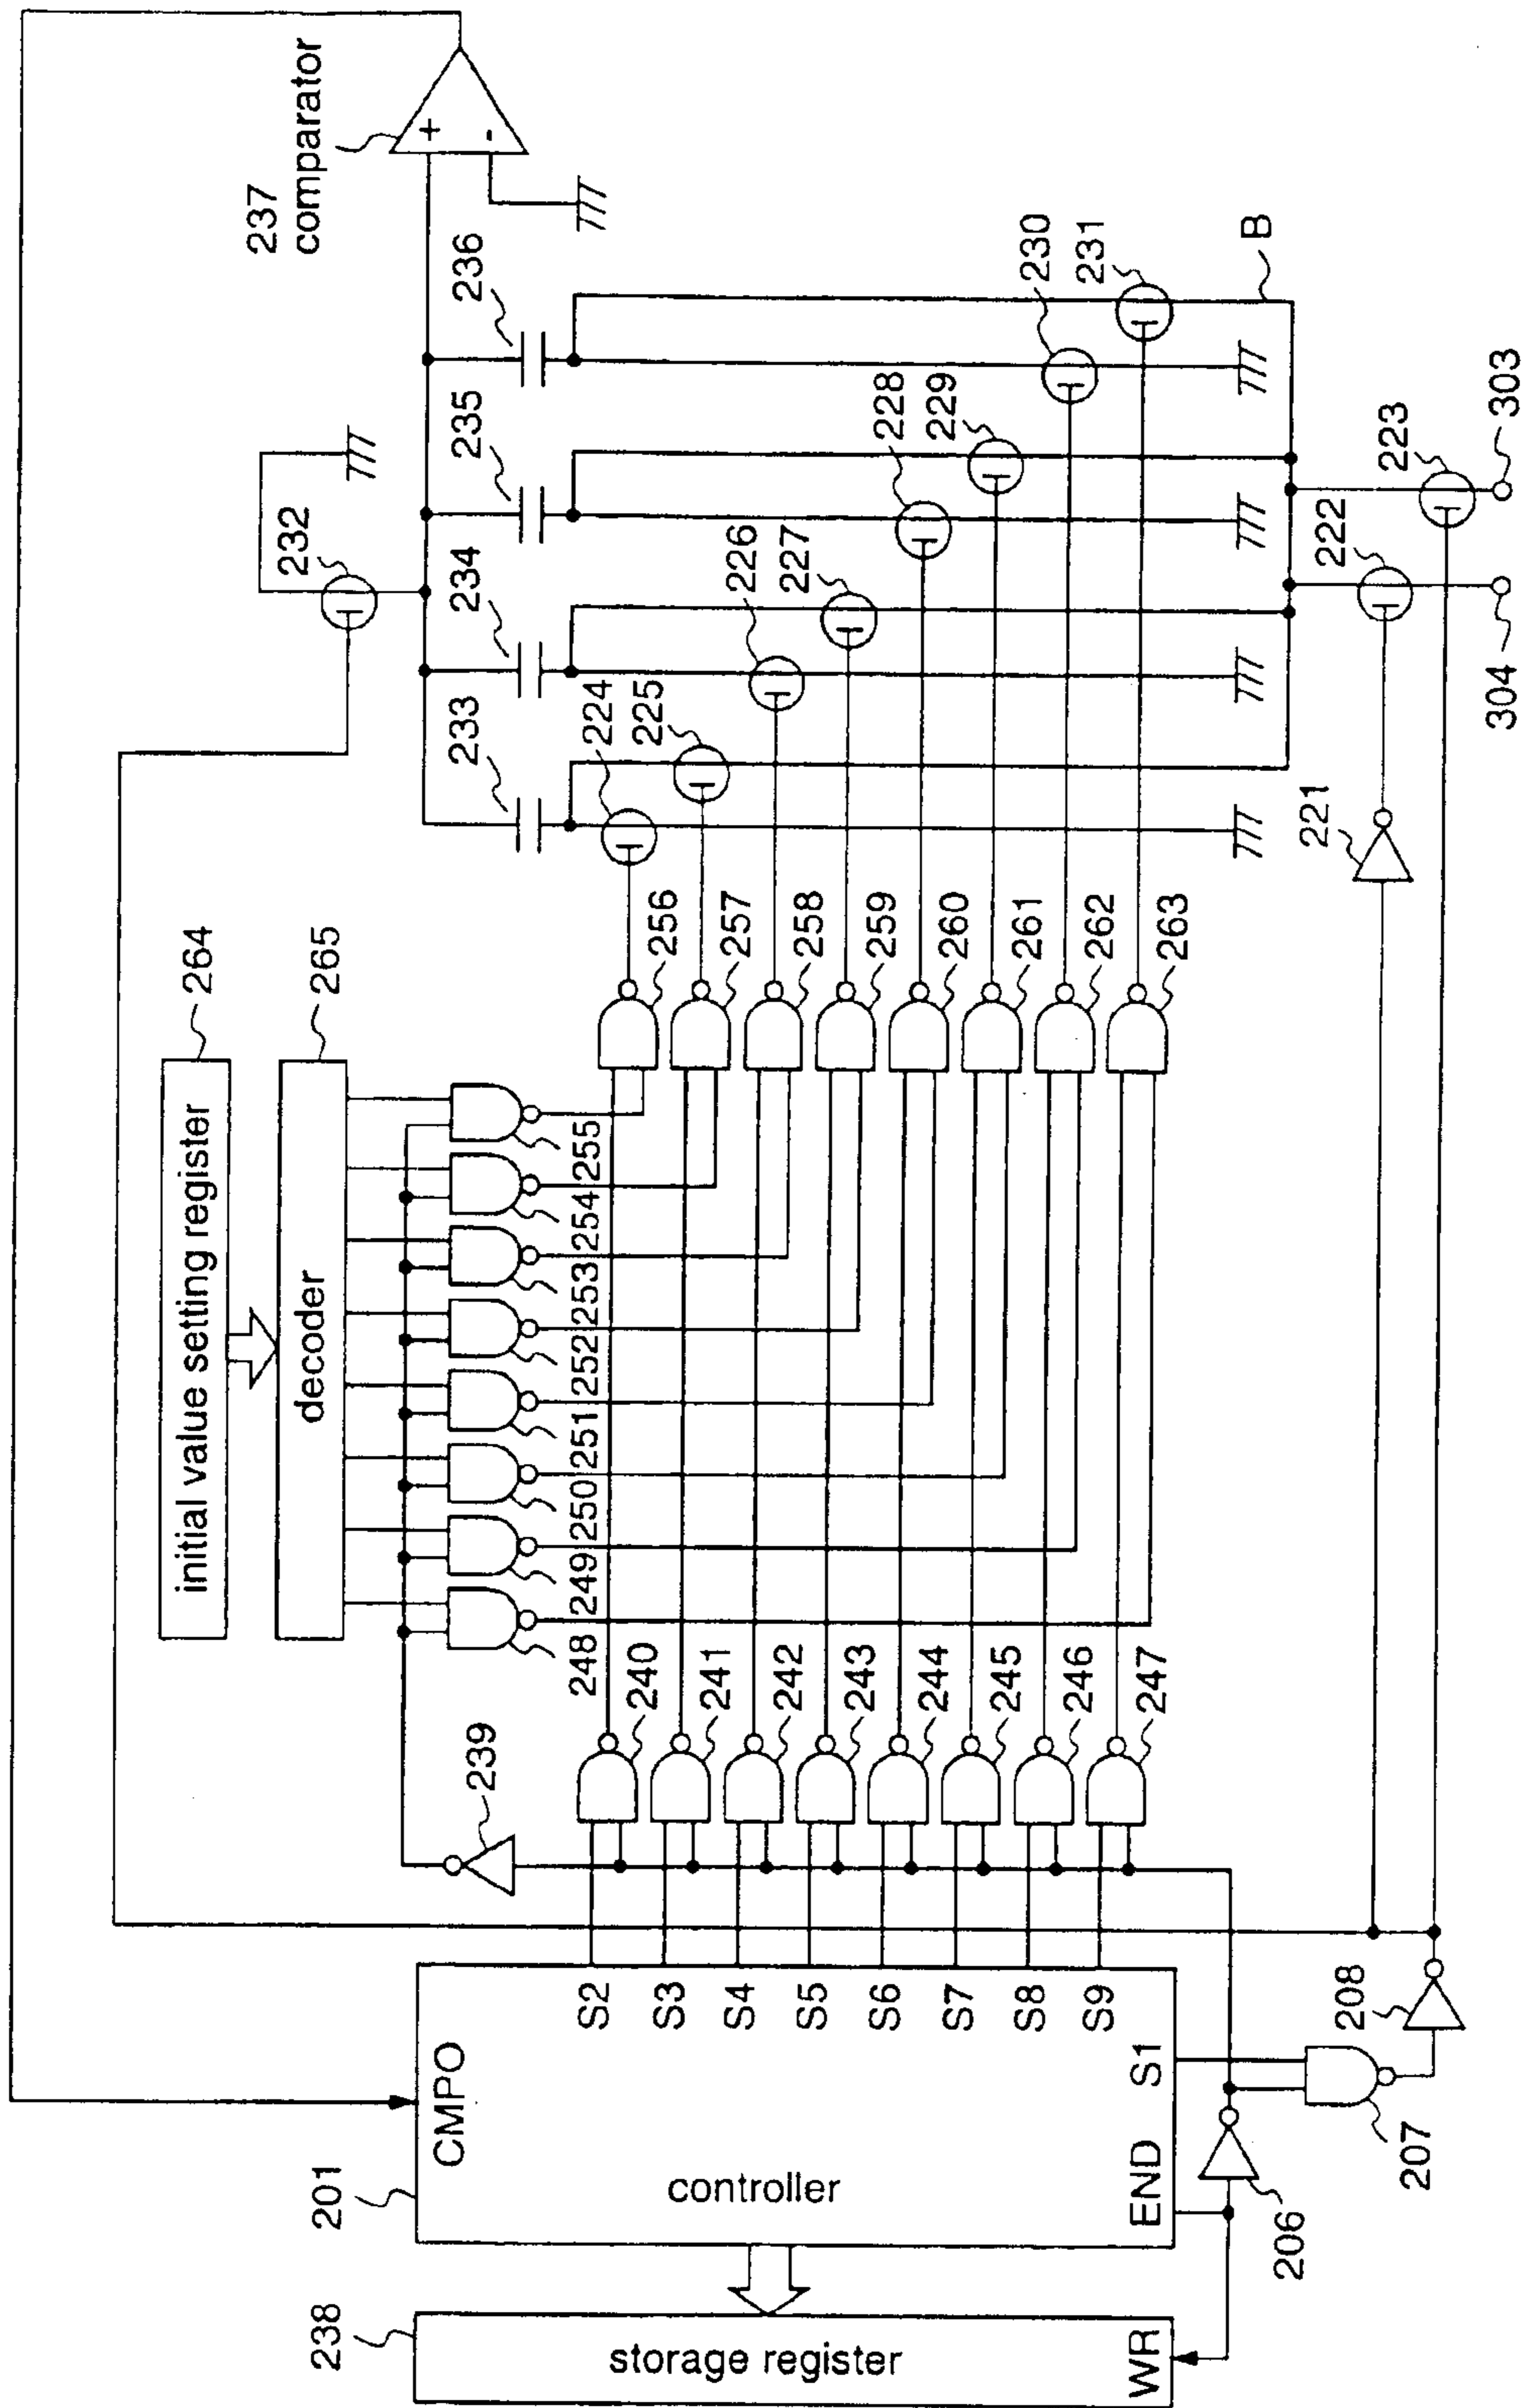 237
comparator
+
-
232
233
234
235
236
224
225
226
227
228
229
230
231
B
221
222
223
304
303
initial value setting register
264
decoder
265
256
257
258
259
260
261
262
263
248
249
250
251
252
253
254
255
239
240
241
242
243
244
245
246
247
201
CMPO
controller
S2
S3
S4
S5
S6
S7
S8
S9
S1
END
206
207
208
238
storage register
WR